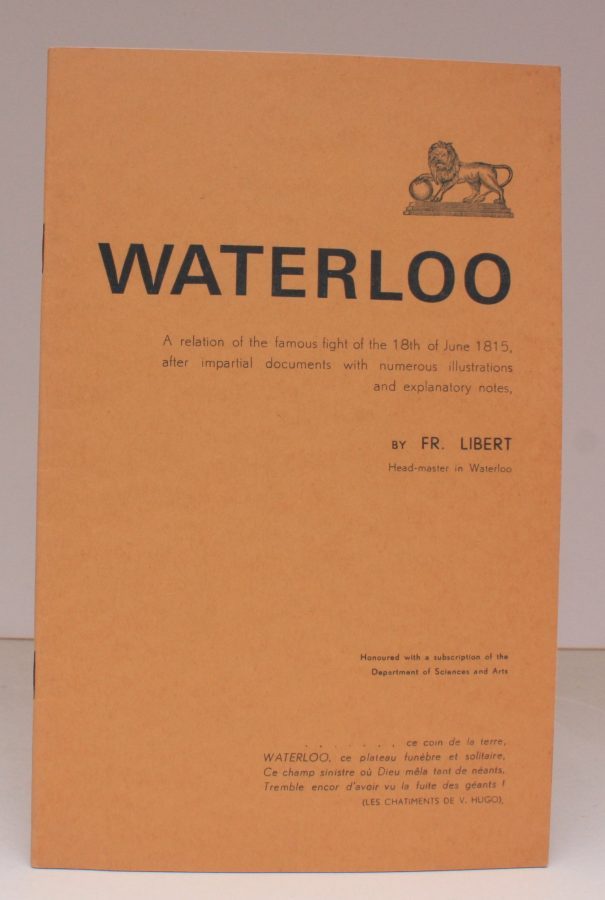 WATERLOO
A relation of the famous fight of the 18th of June 1815,
after impartial documents with numerous illustrations
and explanatory notes,
BY FR. LIBERT
Head-master in Waterloo
Honoured with a subscription of the
Department of Sciences and Arts
. . . . . . . ce coin de la terre,
WATERLOO, ce plateau funèbre et solitaire,
Ce champ sinistre où Dieu mêla tant de néants,
Tremble encor d'avoir vu la fuite des géants !
(LES CHATIMENTS DE V. HUGO),